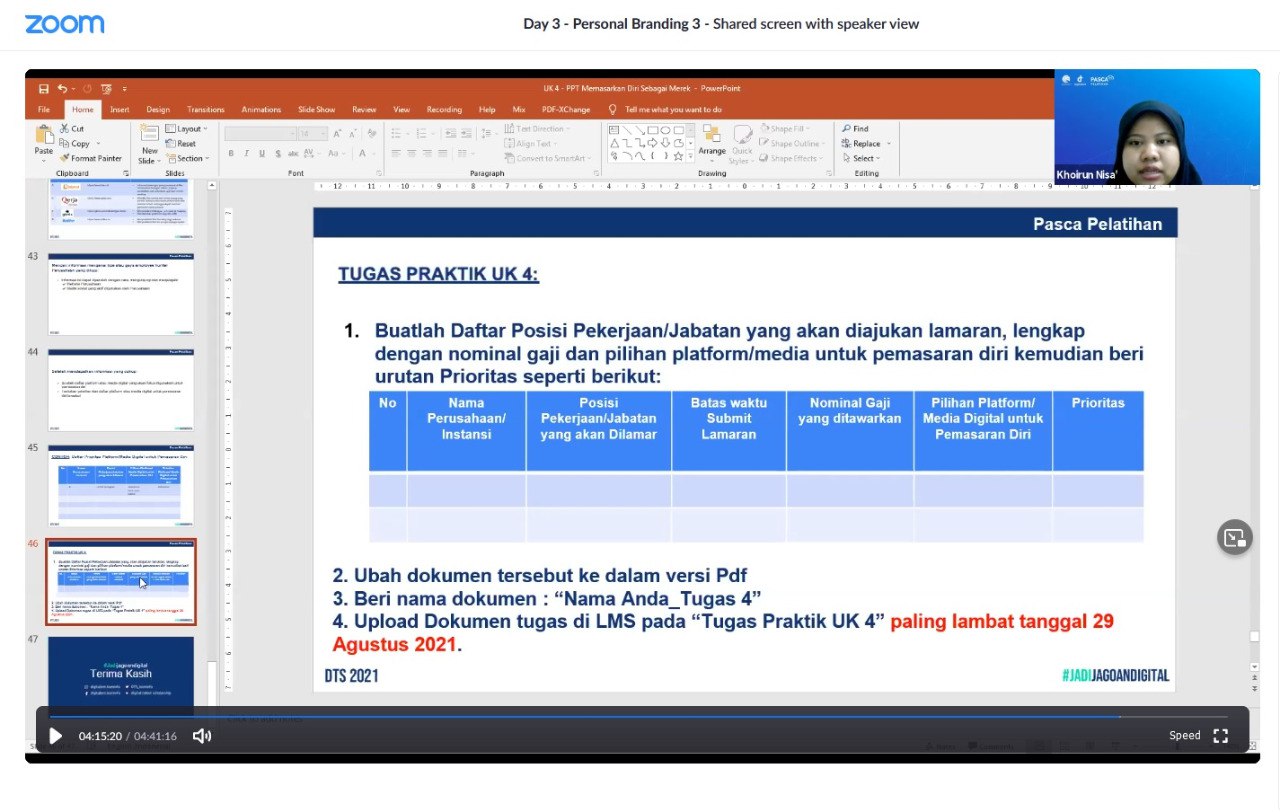 zoom
Day 3 - Personal Branding 3 - Shared screen with speaker view
UK 4 - PPT Memasarkan Diri Sebagai Merek - PowerPoint
File Home Insert Design Transitions Animations Slide Show Review View Recording Help Mix PDF-XChange Tell me what you want to do
Cut
Copy
Format Painter
Paste
Clipboard
New
Slide
Layout
Reset
Section
Slides
Font
Text Direction
Align Text
Convert to SmartArt
Paragraph
Arrange
Quick
Styles
Shape Fill
Shape Outline
Shape Effects
Drawing
Find
Replace
Select
Editing
PASCA
Khoirun Nisa'
43
44
45
46
47
Terima Kasih
Pasca Pelatihan
TUGAS PRAKTIK UK 4:
1. Buatlah Daftar Posisi Pekerjaan/Jabatan yang akan diajukan lamaran, lengkap
dengan nominal gaji dan pilihan platform/media untuk pemasaran diri kemudian beri
urutan Prioritas seperti berikut:
No
Nama
Perusahaan/
Instansi
Posisi
Pekerjaan/Jabatan
yang akan Dilamar
Batas waktu
Submit
Lamaran
Nominal Gaji
yang ditawarkan
Pilihan Platform/
Media Digital untuk
Pemasaran Diri
Prioritas
2. Ubah dokumen tersebut ke dalam versi Pdf
3. Beri nama dokumen : “Nama Anda_Tugas 4”
4. Upload Dokumen tugas di LMS pada “Tugas Praktik UK 4” paling lambat tanggal 29
Agustus 2021.
DTS 2021
#JADIJAGOANDIGITAL
04:15:20 / 04:41:16
Speed